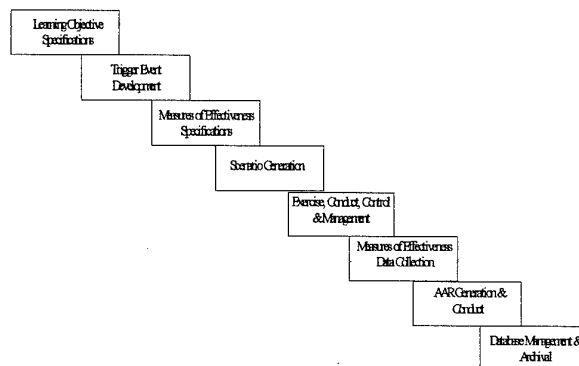 Learning Objective
Specifications
Trigger Event
Development
Measures of Effectiveness
Specifications
Scenario Generation
Exercise, Conduct, Control
& Management
Measures of Effectiveness
Data Collection
AAR Generation &
Conduct
Database Management &
Archival